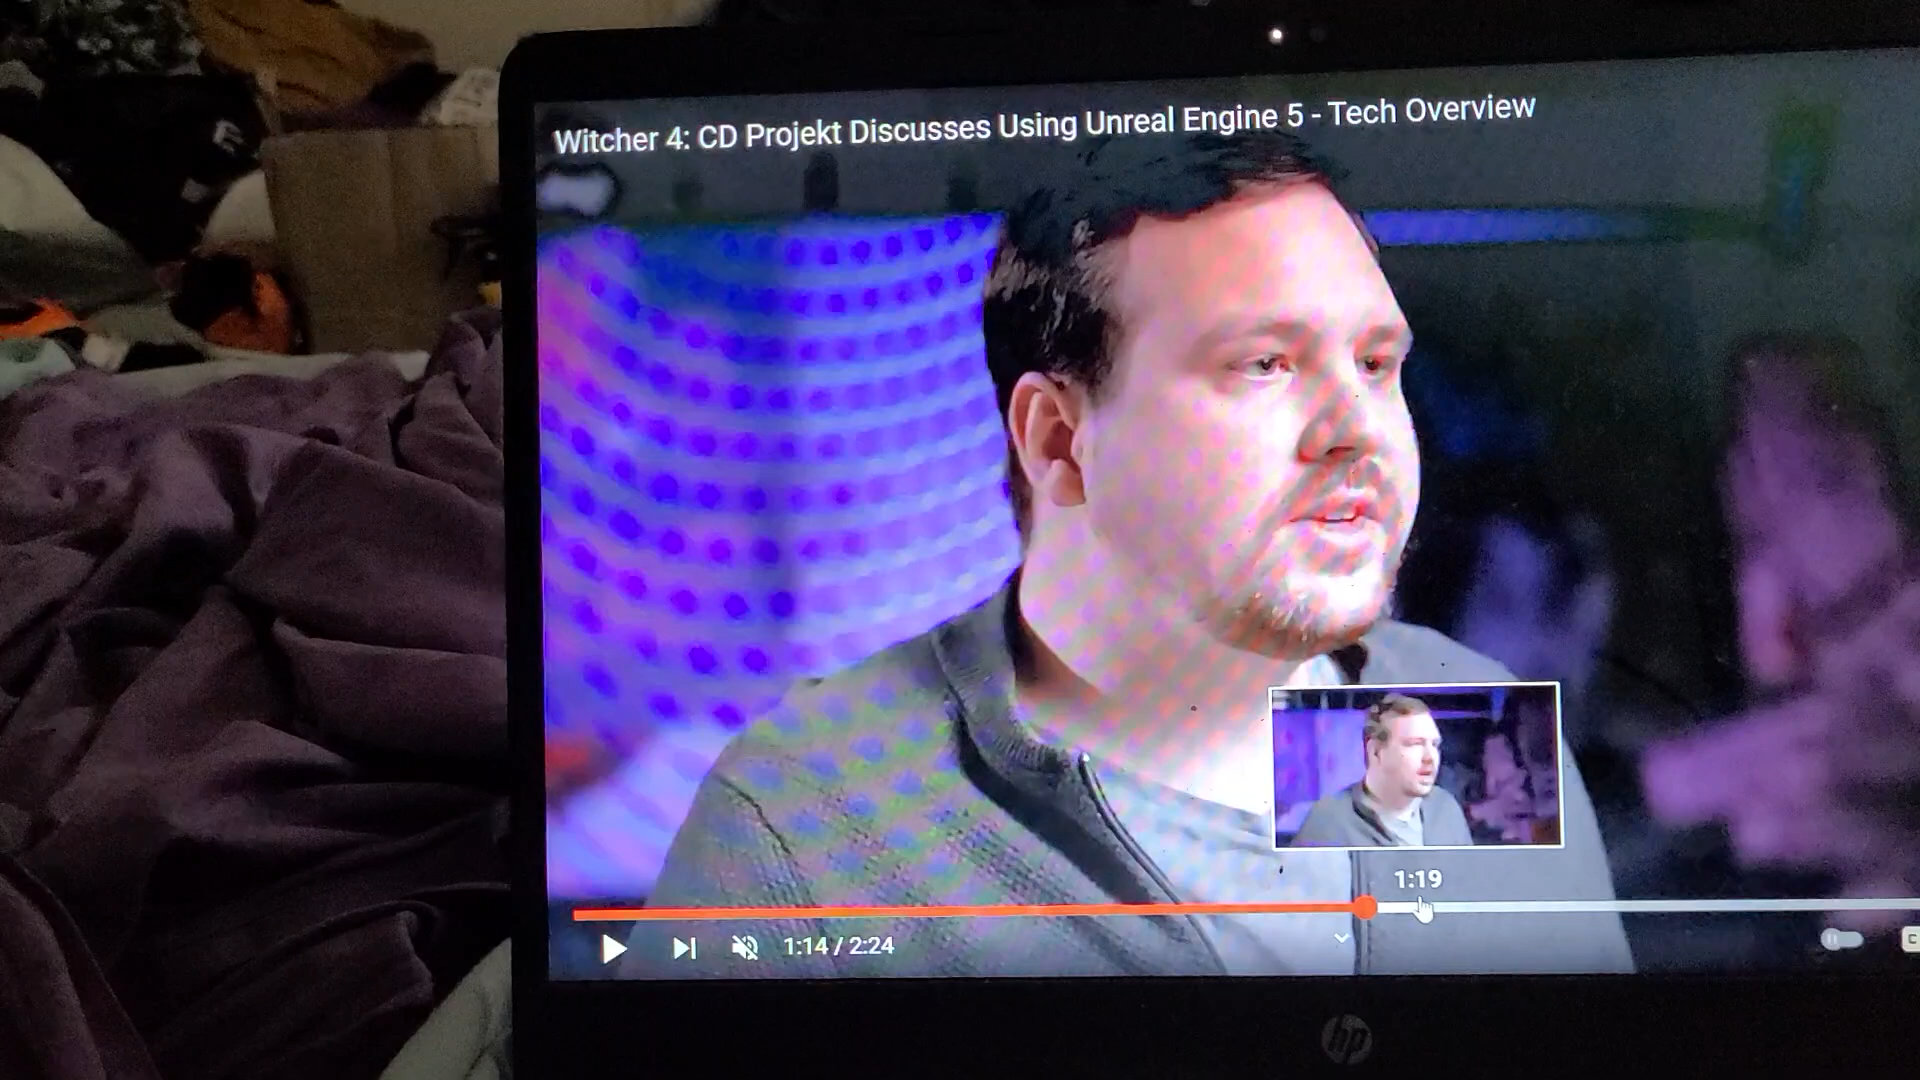 Witcher 4: CD Projekt Discusses Using Unreal Engine 5 - Tech Overview
1:19
1:14 / 2:24
hp